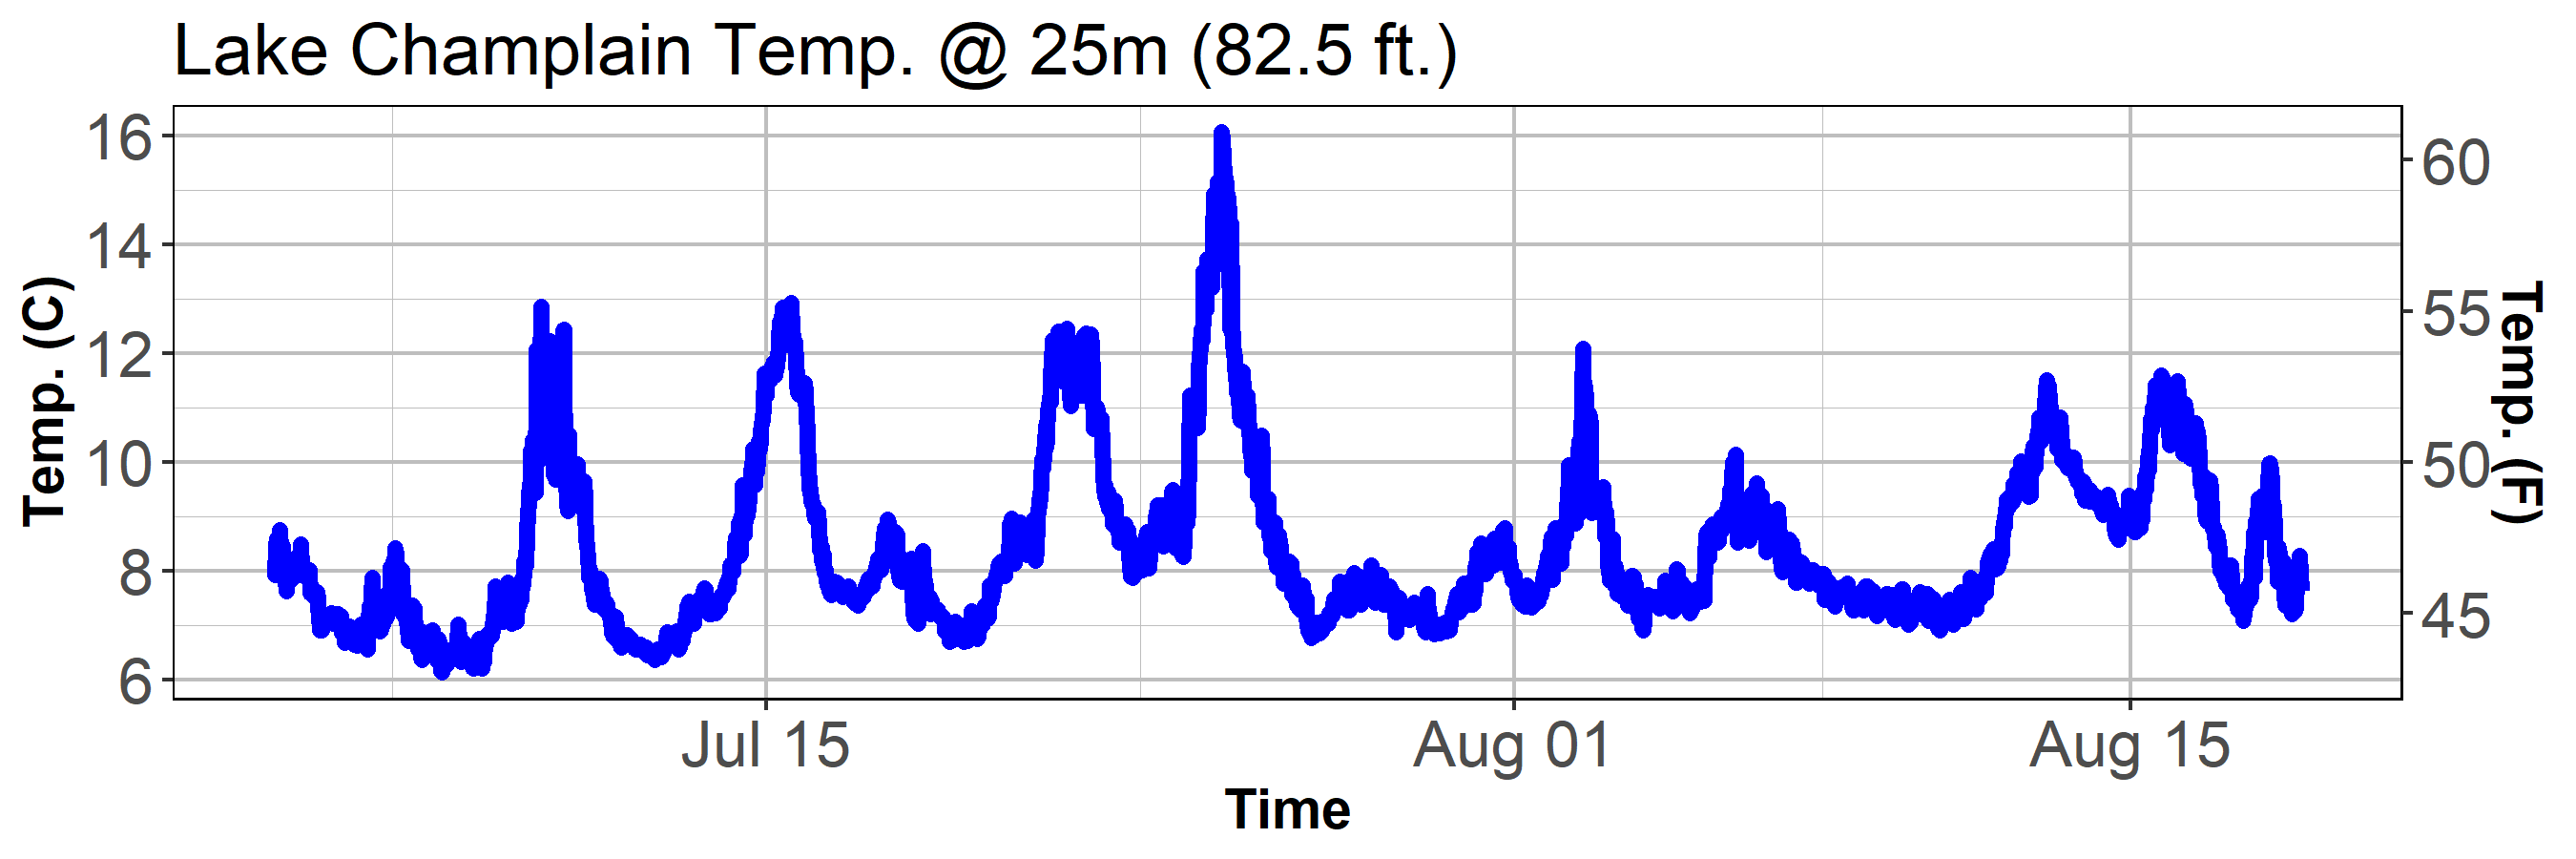 Lake Champlain Temp. @ 25m (82.5 ft.)
Temp. (C)
16
14
12
10
8
6
60
55
50
45
Temp. (F)
Jul 15
Aug 01
Aug 15
Time